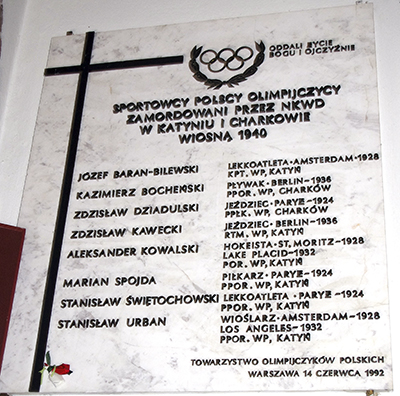 ODDALI ŻYCIE
BOGU I OJCZYŹNIE
SPORTOWCY POLSCY OLIMPIJCZYCY
ZAMORDOWANI PRZEZ NKWD
W KATYNIU I CHARKOWIE
WIOSNĄ 1940
JÓZEF BARAN-BILEWSKI LEKKOATLETA·AMSTERDAM-1928
KPT. WP, KATYŃ
KAZIMIERZ BOCHEŃSKI PŁYWAK·BERLIN-1936
PPOR. WP, CHARKÓW
ZDZISŁAW DZIADULSKI JEŹDZIEC·PARYŻ-1924
PPŁK. WP, CHARKÓW
ZDZISŁAW KAWECKI JEŹDZIEC·BERLIN-1936
RTM. WP, KATYŃ
ALEKSANDER KOWALSKI HOKEISTA·ST. MORITZ-1928
LAKE PLACID-1932
POR. WP, KATYŃ
MARIAN SPOJDA PIŁKARZ·PARYŻ-1924
PPOR. WP, KATYŃ
STANISŁAW ŚWIĘTOCHOWSKI LEKKOATLETA·PARYŻ-1924
PPOR. WP, KATYŃ
STANISŁAW URBAN WIOŚLARZ·AMSTERDAM-1928
LOS ANGELES-1932
PPOR. WP, KATYŃ
TOWARZYSTWO OLIMPIJCZYKÓW POLSKICH
WARSZAWA 14 CZERWCA 1992